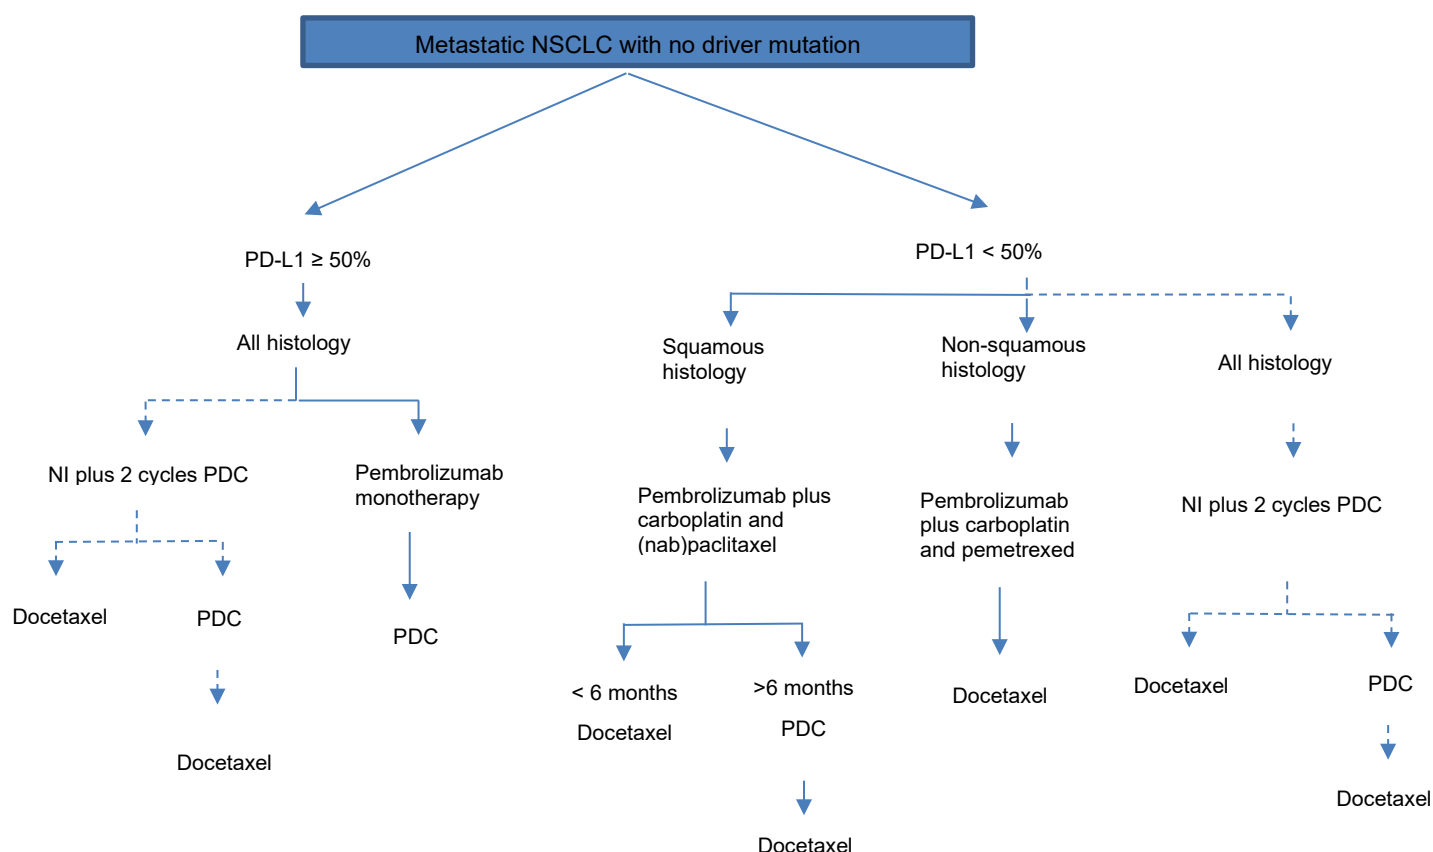 Metastatic NSCLC with no driver mutation
PD-L1 ≥ 50%
PD-L1 < 50%
All histology
Squamous
histology
Non-squamous
histology
All histology
NI plus 2 cycles PDC
Pembrolizumab
monotherapy
Pembrolizumab plus
carboplatin and
(nab)paclitaxel
Pembrolizumab
plus carboplatin
and pemetrexed
NI plus 2 cycles PDC
Docetaxel
PDC
PDC
< 6 months
Docetaxel
>6 months
PDC
Docetaxel
Docetaxel
PDC
Docetaxel
Docetaxel
Docetaxel